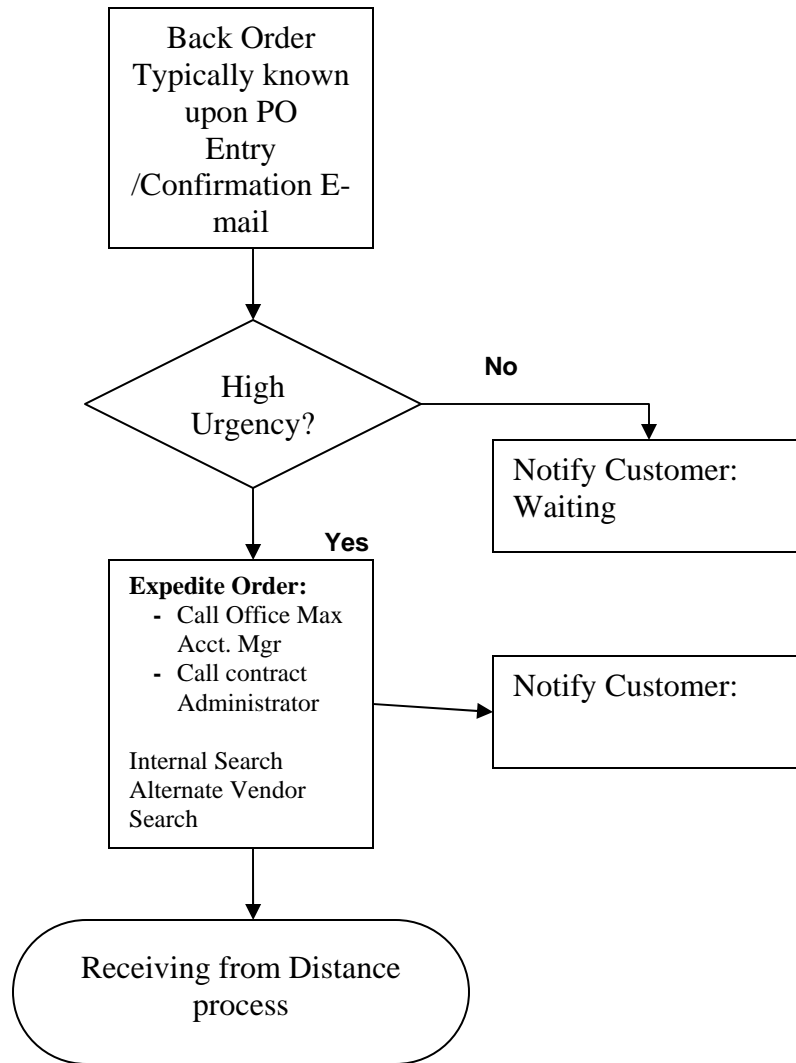 Back Order
Typically known
upon PO
Entry
/Confirmation E-
mail
High
Urgency?
No
Notify Customer:
Waiting
Yes
Expedite Order:
- Call Office Max
Acct. Mgr
- Call contract
Administrator
Internal Search
Alternate Vendor
Search
Notify Customer:
Receiving from Distance
process